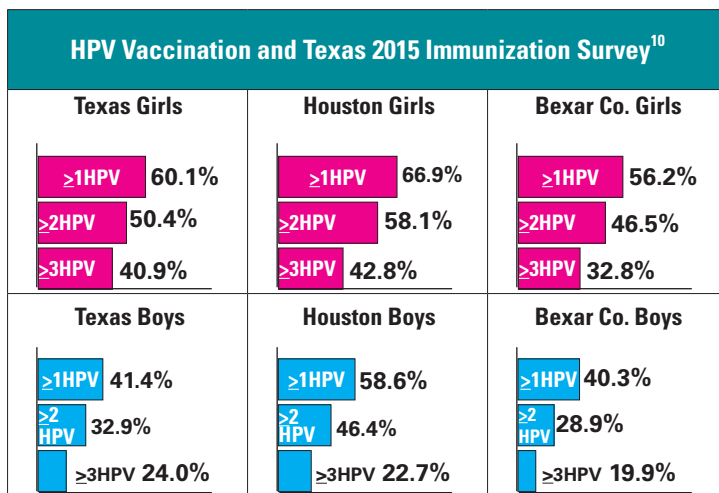 HPV Vaccination and Texas 2015 Immunization Survey10
Texas Girls
≥1HPV 60.1%
≥2HPV 50.4%
≥3HPV 40.9%
Houston Girls
≥1HPV 66.9%
≥2HPV 58.1%
≥3HPV 42.8%
Bexar Co. Girls
≥1HPV 56.2%
≥2HPV 46.5%
≥3HPV 32.8%
Texas Boys
≥1HPV 41.4%
≥2
HPV 32.9%
≥3HPV 24.0%
Houston Boys
≥1HPV 58.6%
≥2
HPV 46.4%
≥3HPV 22.7%
Bexar Co. Boys
≥1HPV 40.3%
≥2
HPV 28.9%
≥3HPV 19.9%